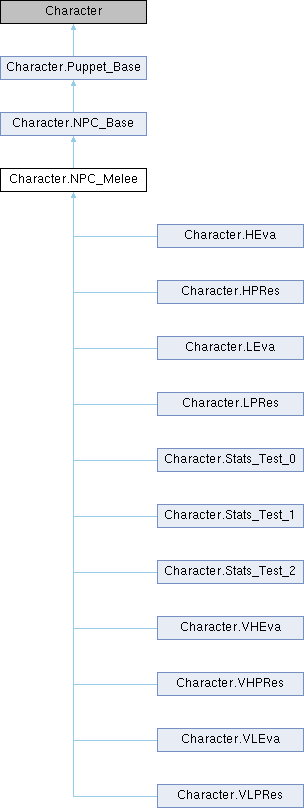 Character
Character.Puppet_Base
Character.NPC_Base
Character.NPC_Melee
Character.HEva
Character.HPRes
Character.LEva
Character.LPRes
Character.Stats_Test_0
Character.Stats_Test_1
Character.Stats_Test_2
Character.VHEva
Character.VHPRes
Character.VLEva
Character.VLPRes